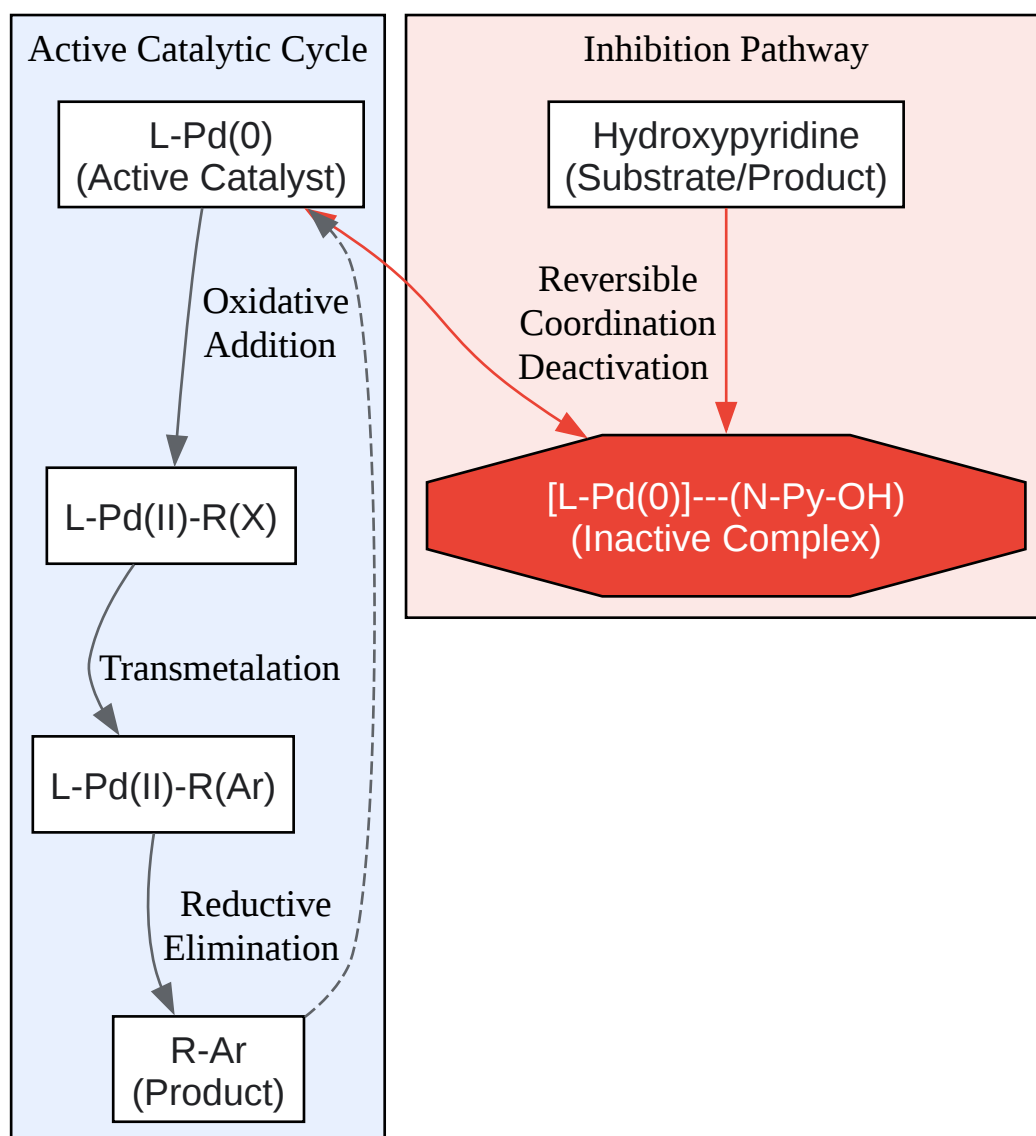 Active Catalytic Cycle
L-Pd(0)
(Active Catalyst)
Oxidative
Addition
L-Pd(II)-R(X)
Transmetalation
L-Pd(II)-R(Ar)
Reductive
Elimination
R-Ar
(Product)
Inhibition Pathway
Hydroxypyridine
(Substrate/Product)
Reversible
Coordination
Deactivation
[L-Pd(0)]---(N-Py-OH)
(Inactive Complex)